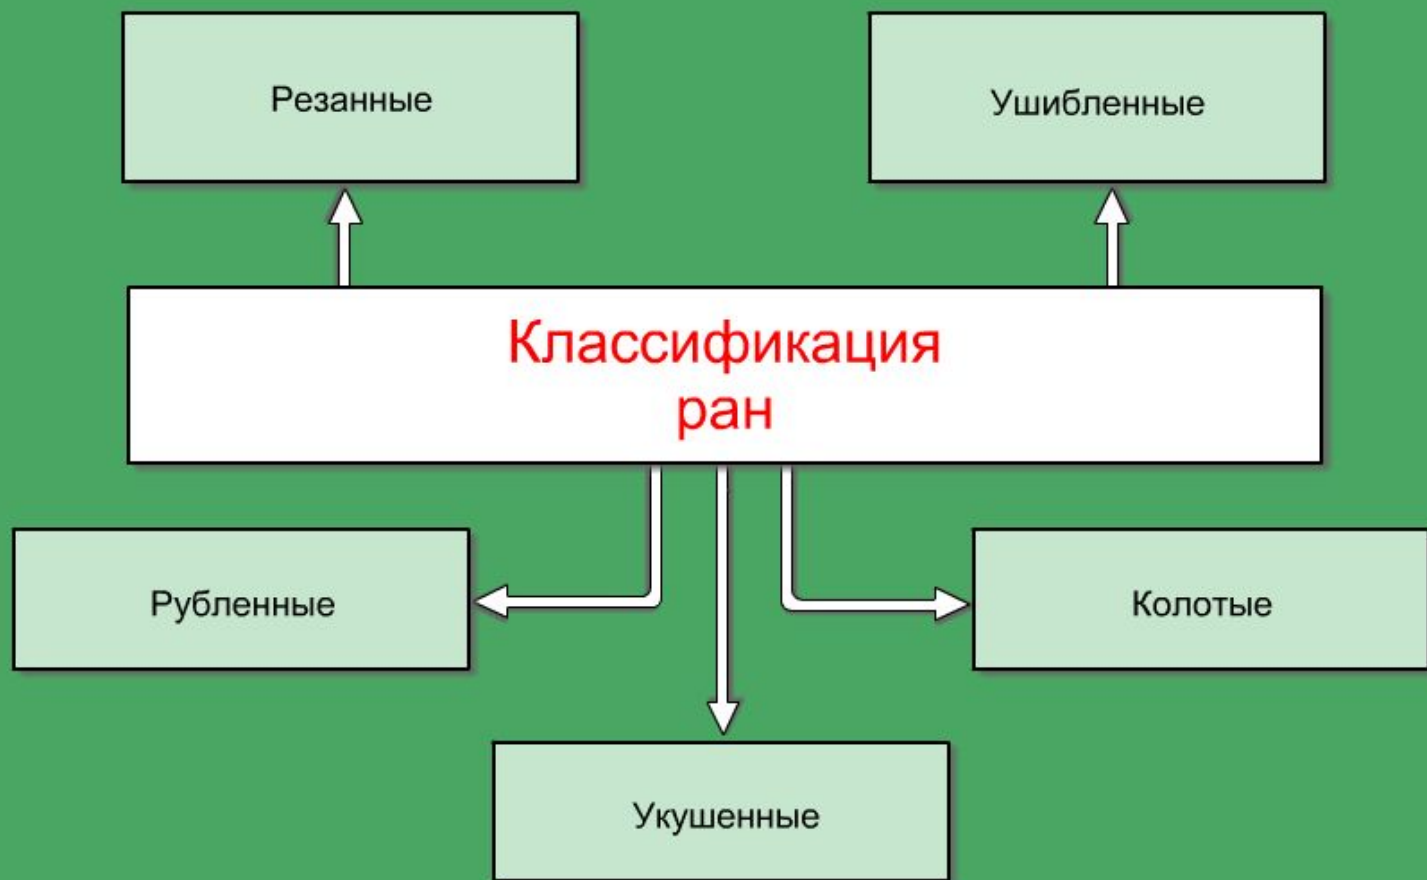 Резанные
Ушибленные
Классификация
ран
Рубленные
Колотые
Укушенные